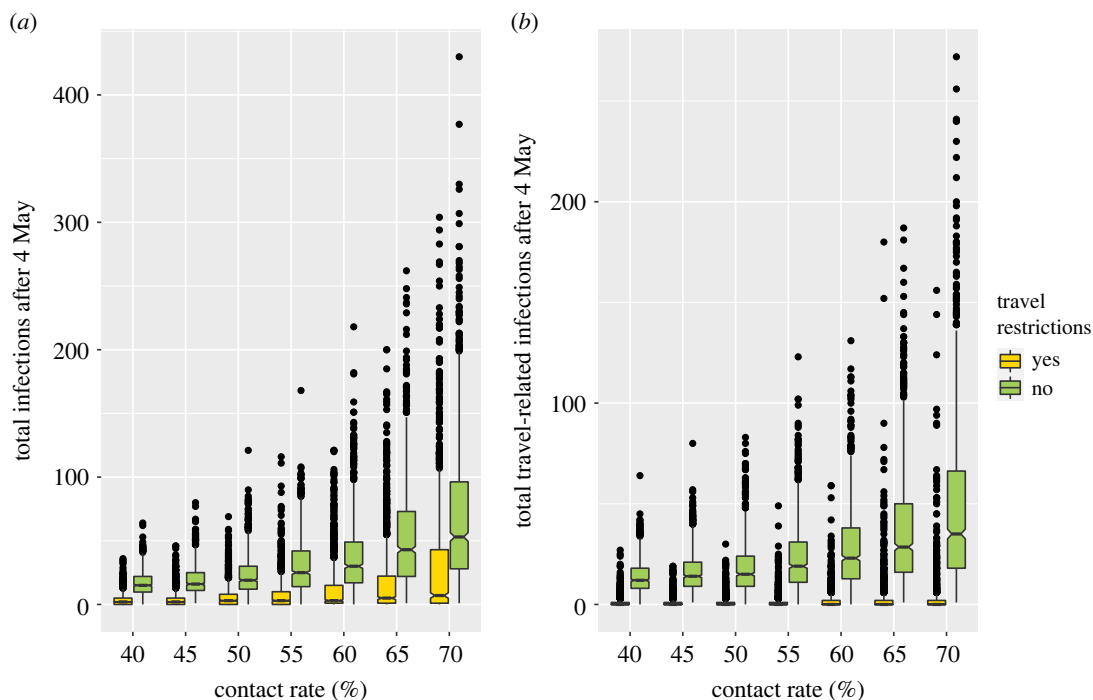 (a)
total infections after 4 May
400
300
200
100
0
40 45 50 55 60 65 70
contact rate (%)
(b)
total travel-related infections after 4 May
200
100
0
40 45 50 55 60 65 70
contact rate (%)
travel
restrictions
yes
no